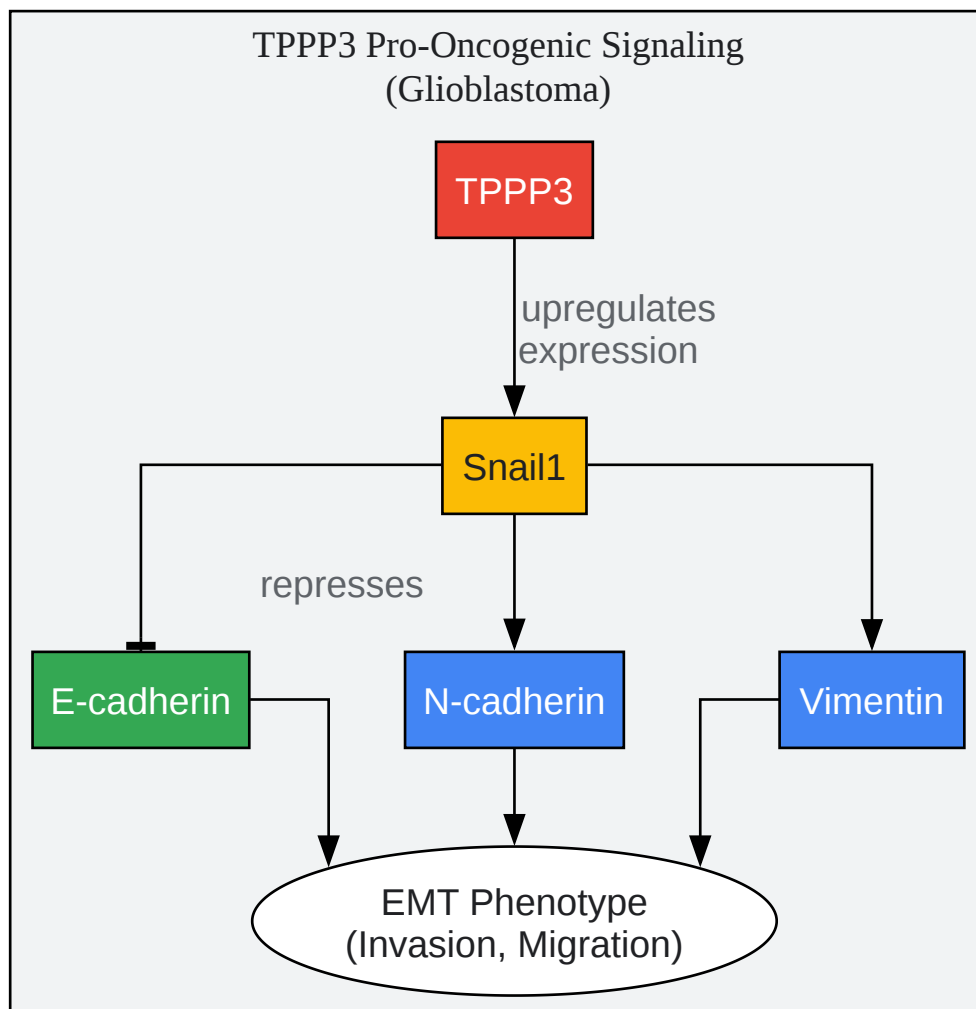 TPPP3 Pro-Oncogenic Signaling
(Glioblastoma)
TPPP3
upregulates
expression
Snail1
represses
E-cadherin
N-cadherin
Vimentin
EMT Phenotype
(Invasion, Migration)